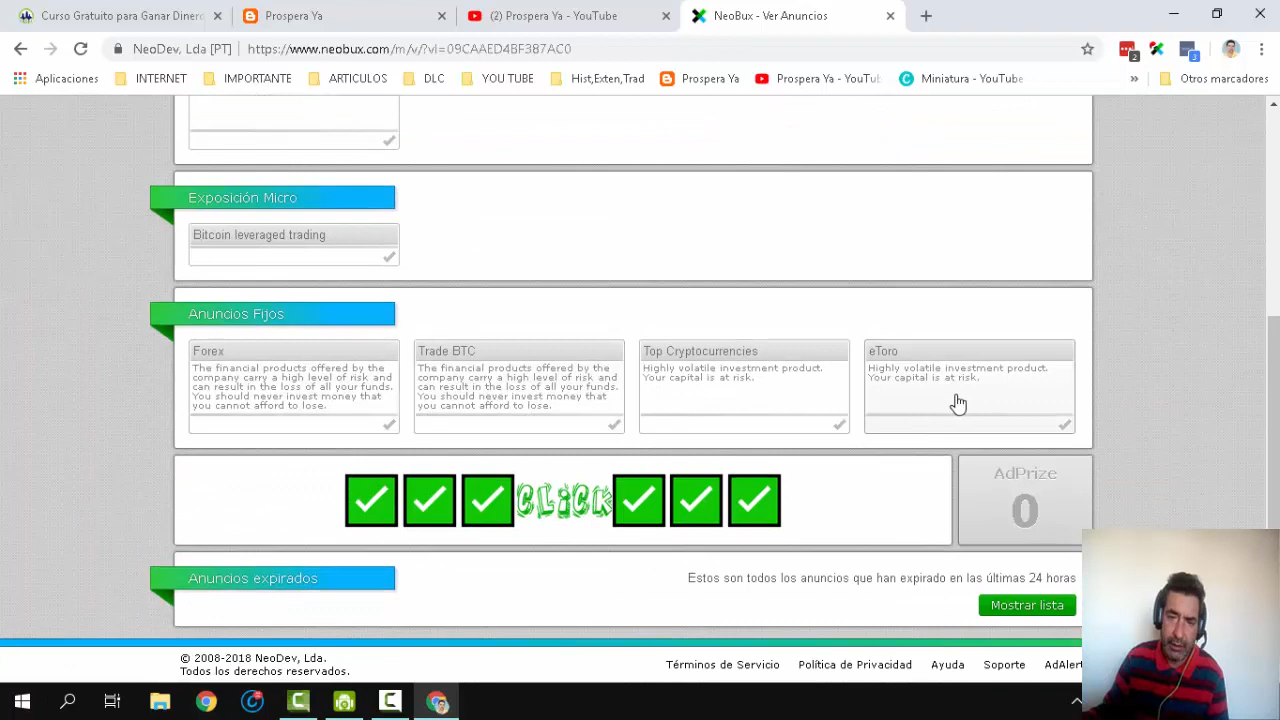 Curso Gratuito para Ganar Dinero
Prospera Ya
(2) Prospera Ya - YouTube
NeoBux - Ver Anuncios
NeoDev, Lda [PT]
https://www.neobux.com/m/v/?vl=09CAAED4BF387AC0
2
3
Aplicaciones
INTERNET
IMPORTANTE
ARTICULOS
DLC
YOU TUBE
Hist,Exten,Trad
Prospera Ya
Prospera Ya - YouTu
Miniatura - YouTube
»
Otros marcadores
Exposición Micro
Bitcoin leveraged trading
Anuncios Fijos
Forex
The financial products offered by the
company carry a high level of risk and
can result in the loss of all your funds.
You should never invest money that
you cannot afford to lose.
Trade BTC
The financial products offered by the
company carry a high level of risk and
can result in the loss of all your funds.
You should never invest money that
you cannot afford to lose.
Top Cryptocurrencies
Highly volatile investment product.
Your capital is at risk.
eToro
Highly volatile investment product.
Your capital is at risk.
CLiCK
AdPrize
0
Anuncios expirados
Estos son todos los anuncios que han expirado en las últimas 24 horas
Mostrar lista
© 2008-2018 NeoDev, Lda.
Todos los derechos reservados.
Términos de Servicio
Política de Privacidad
Ayuda
Soporte
AdAlert